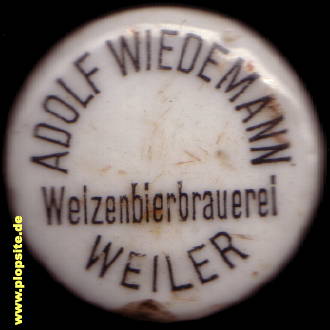 ADOLF WIEDEMANN
Weizenbierbrauerei
WEILER
www.plopsite.de